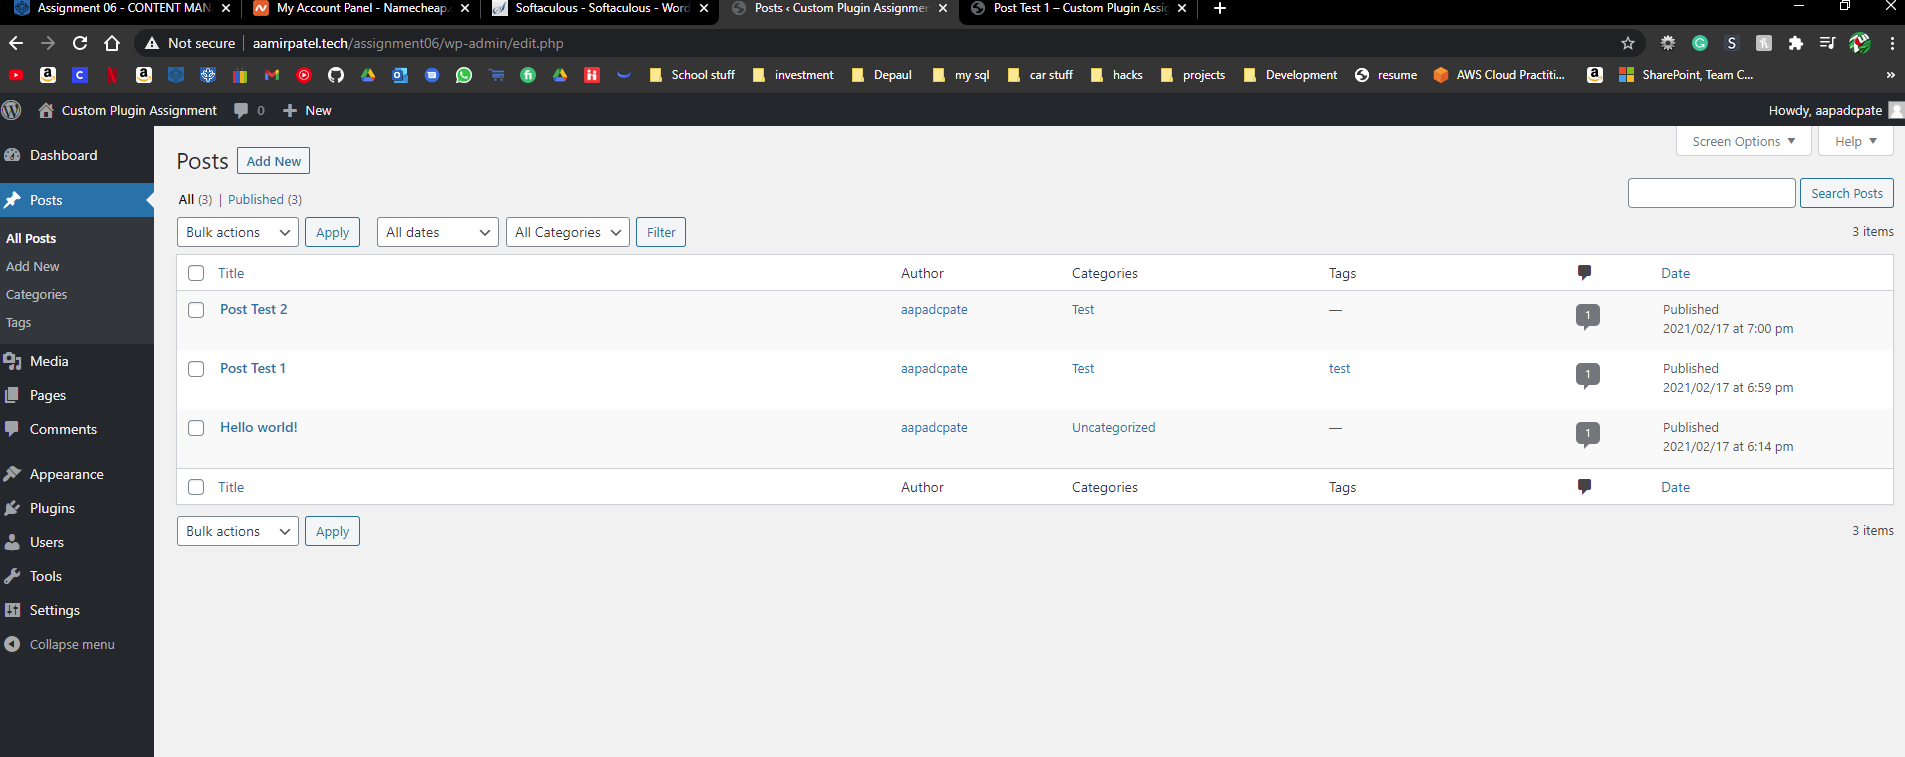 Assignment 06 - CONTENT MAN
My Account Panel - Namecheap.
Softaculous - Softaculous - Word
Posts ‹ Custom Plugin Assignmen
Post Test 1 – Custom Plugin Assig
Not secure aamirpatel.tech/assignment06/wp-admin/edit.php
School stuff investment Depaul my sql car stuff hacks projects Development resume AWS Cloud Practiti... SharePoint, Team C... »
Custom Plugin Assignment 0 New Howdy, aapadcpate
Dashboard
Posts
All Posts
Add New
Categories
Tags
Media
Pages
Comments
Appearance
Plugins
Users
Tools
Settings
Collapse menu
Screen Options Help
Posts Add New
All (3) | Published (3)
Search Posts
Bulk actions Apply All dates All Categories Filter 3 items
Title Author Categories Tags Date
Post Test 2 aapadcpate Test — 1 Published
2021/02/17 at 7:00 pm
Post Test 1 aapadcpate Test test 1 Published
2021/02/17 at 6:59 pm
Hello world! aapadcpate Uncategorized — 1 Published
2021/02/17 at 6:14 pm
Title Author Categories Tags Date
Bulk actions Apply 3 items